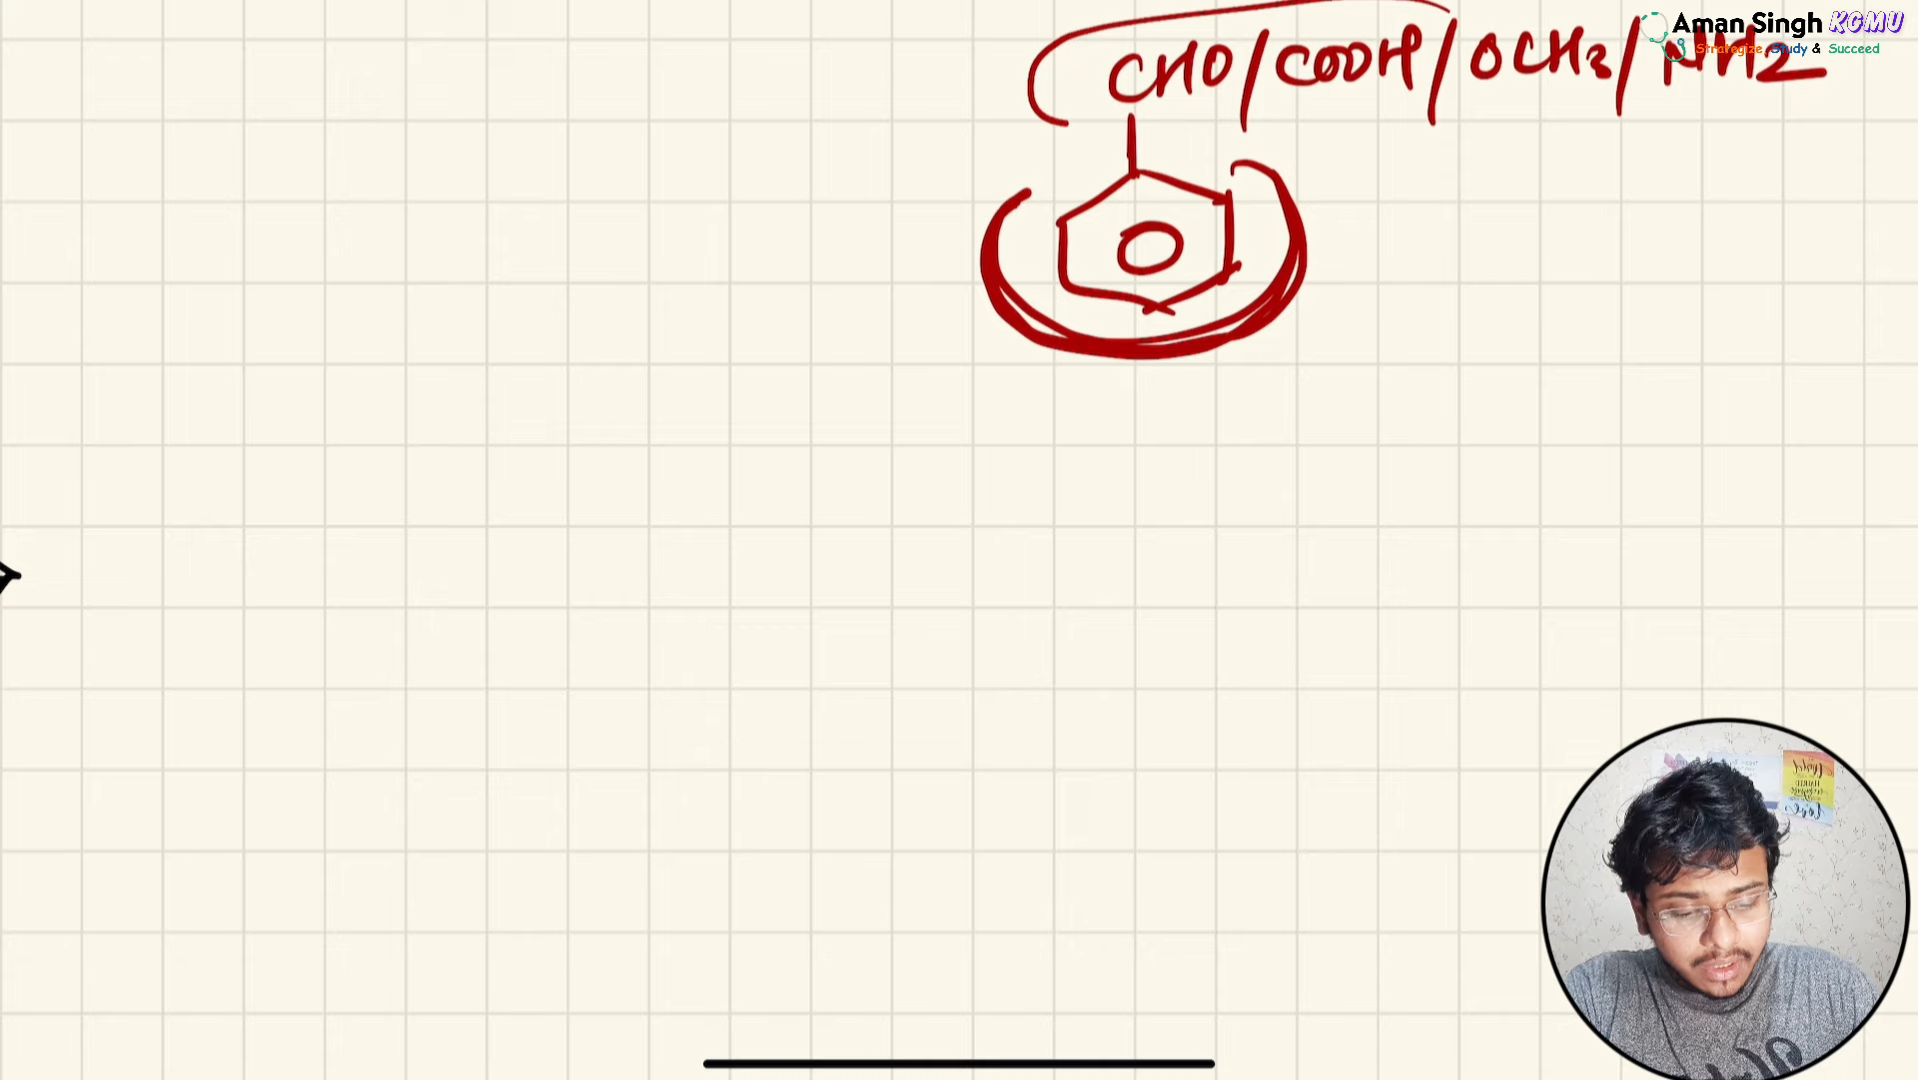 Aman Singh KGMU
Strategize, Study & Succeed
CHO/COOH/OCH3/NH2